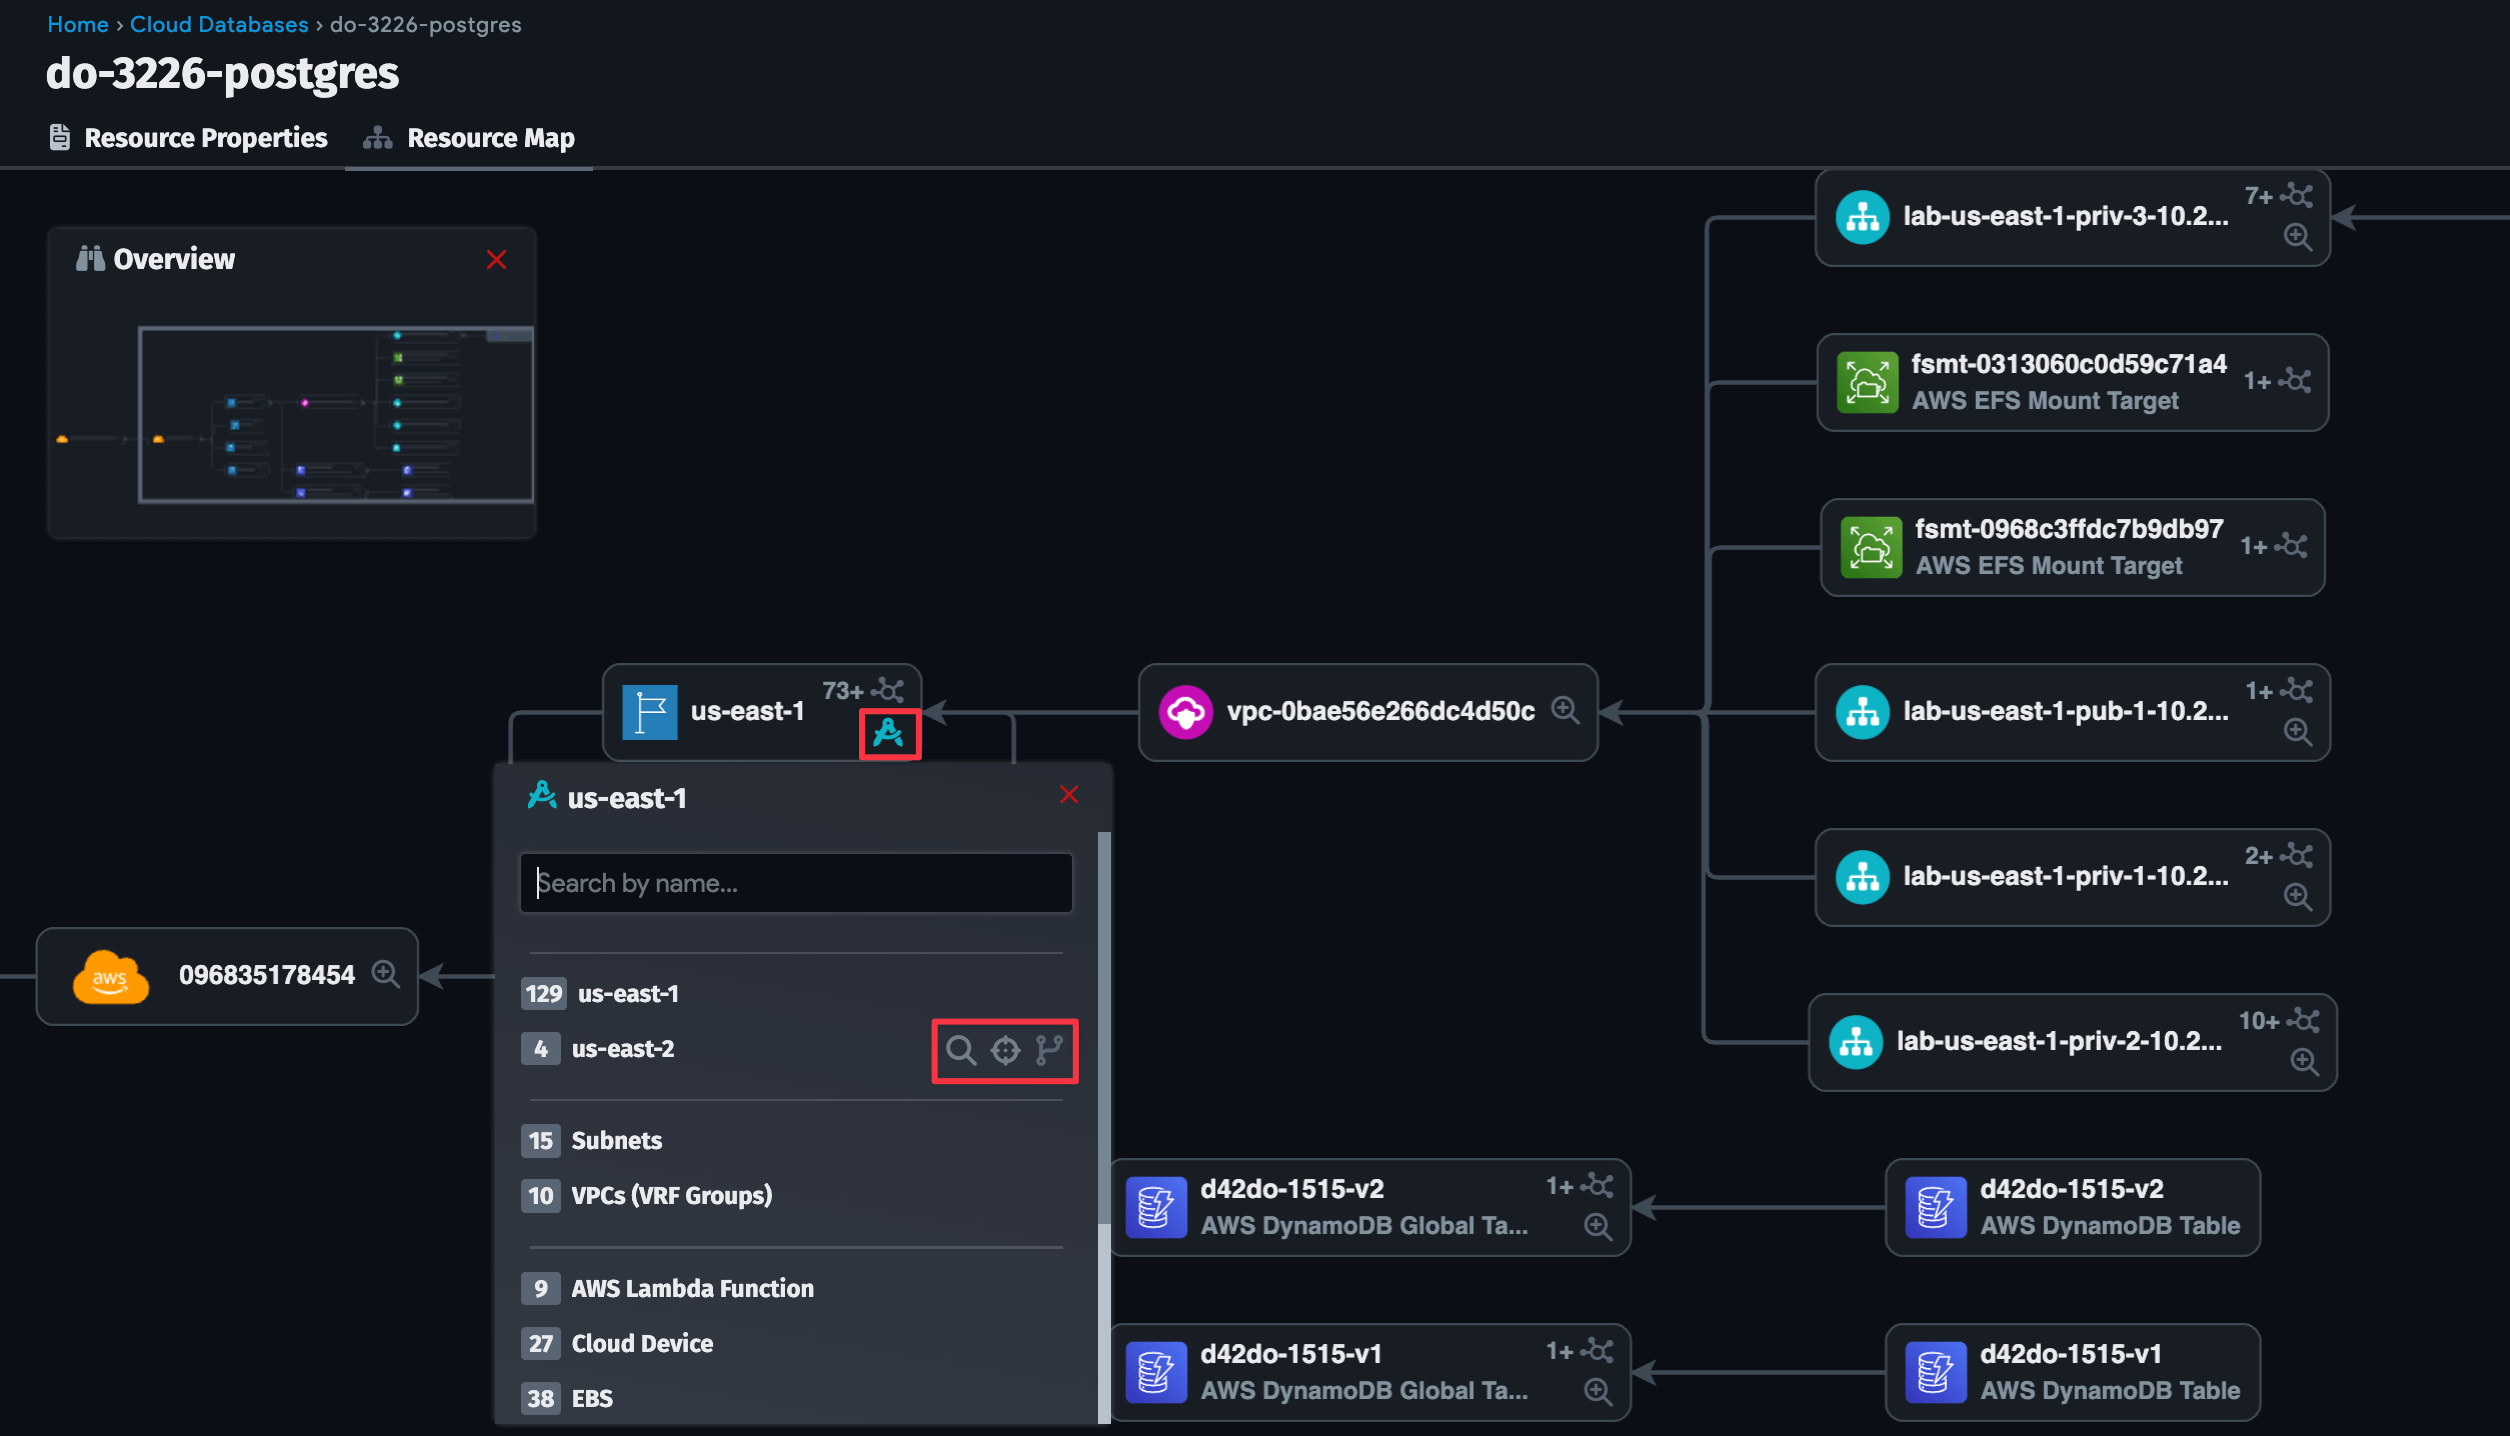 Home › Cloud Databases › do-3226-postgres
do-3226-postgres
Resource Properties
Resource Map
Overview
lab-us-east-1-priv-3-10.2...
7+
fsmt-0313060c0d59c71a4
AWS EFS Mount Target
1+
fsmt-0968c3ffdc7b9db97
AWS EFS Mount Target
1+
us-east-1
73+
vpc-0bae56e266dc4d50c
lab-us-east-1-pub-1-10.2...
1+
us-east-1
Search by name...
lab-us-east-1-priv-1-10.2...
2+
aws
096835178454
129 us-east-1
4 us-east-2
lab-us-east-1-priv-2-10.2...
10+
15 Subnets
10 VPCs (VRF Groups)
9 AWS Lambda Function
27 Cloud Device
38 EBS
d42do-1515-v2
AWS DynamoDB Global Ta...
1+
d42do-1515-v2
AWS DynamoDB Table
d42do-1515-v1
AWS DynamoDB Global Ta...
1+
d42do-1515-v1
AWS DynamoDB Table